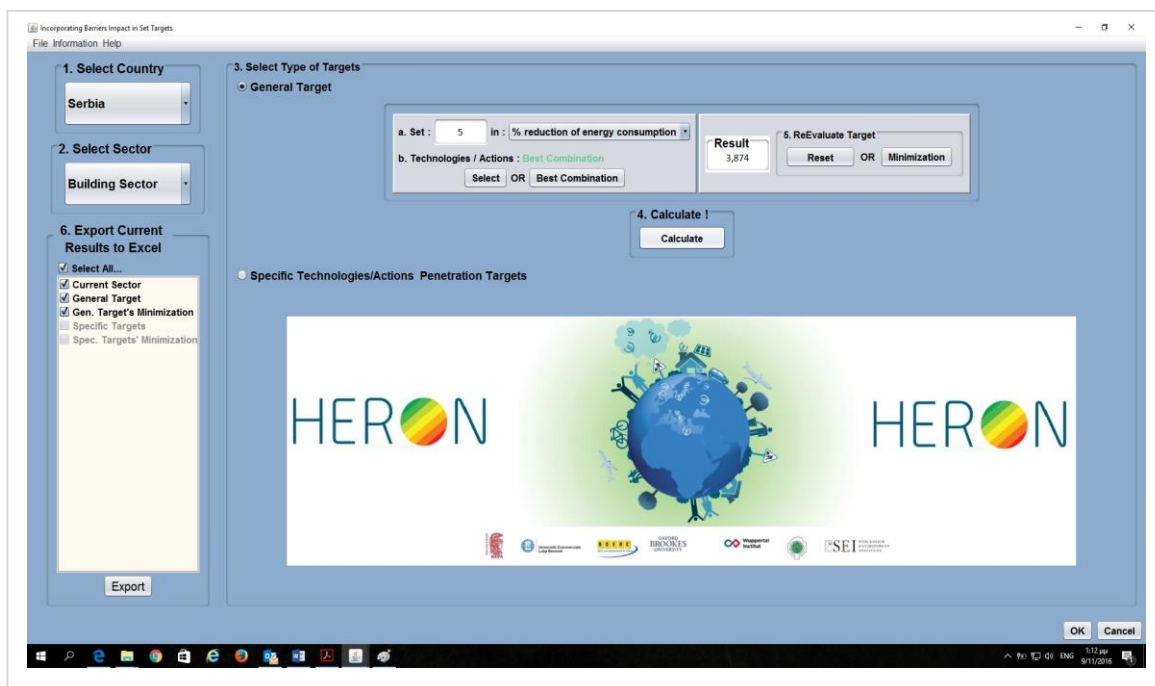 Incorporating Barriers Impact in Set Targets
File Information Help
1. Select Country
Serbia
2. Select Sector
Building Sector
6. Export Current
Results to Excel
Select All...
Current Sector
General Target
Gen. Target's Minimization
Specific Targets
Spec. Targets' Minimization
Export
3. Select Type of Targets
General Target
a. Set : 5 in : % reduction of energy consumption
b. Technologies / Actions : Best Combination
Select OR Best Combination
Result
3,874
5. ReEvaluate Target
Reset OR Minimization
4. Calculate !
Calculate
Specific Technologies/Actions Penetration Targets
HERON
HERON
OXFORD
BROOKES
UNIVERSITY
Wuppertal
Institut
SEI
OK Cancel
ENG
1:12 μμ
9/11/2016